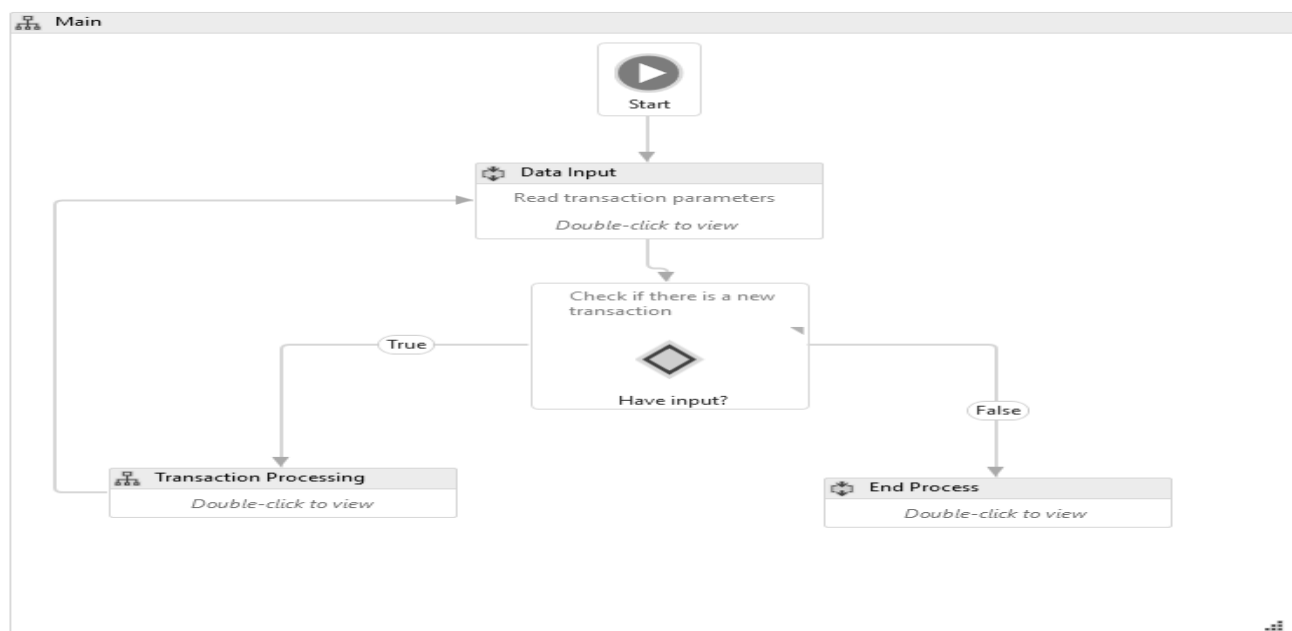 Main
Start
Data Input
Read transaction parameters
Double-click to view
Check if there is a new
transaction
True
Have input?
False
Transaction Processing
Double-click to view
End Process
Double-click to view